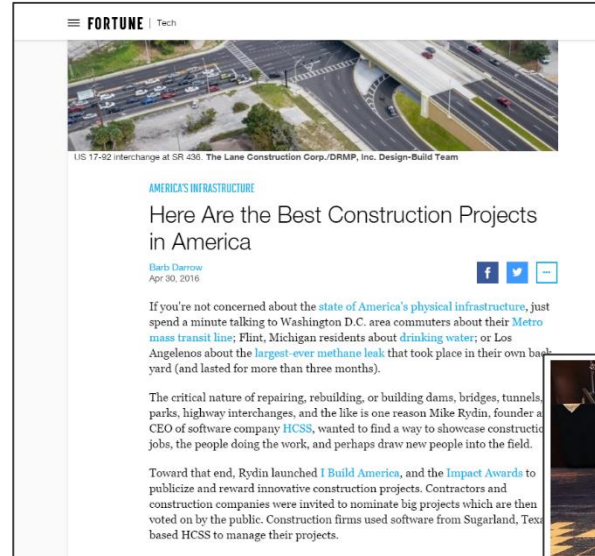 FORTUNE | Tech
US 17-92 interchange at SR 436. The Lane Construction Corp./DRMP, Inc. Design-Build Team
AMERICA'S INFRASTRUCTURE
Here Are the Best Construction Projects
in America
Barb Darrow
Apr 30, 2016
If you're not concerned about the state of America's physical infrastructure, just
spend a minute talking to Washington D.C. area commuters about their Metro
mass transit line; Flint, Michigan residents about drinking water; or Los
Angelenos about the largest-ever methane leak that took place in their own back
yard (and lasted for more than three months).
The critical nature of repairing, rebuilding, or building dams, bridges, tunnels,
parks, highway interchanges, and the like is one reason Mike Rydin, founder a
CEO of software company HCSS, wanted to find a way to showcase constructio
jobs, the people doing the work, and perhaps draw new people into the field.
Toward that end, Rydin launched I Build America, and the Impact Awards to
publicize and reward innovative construction projects. Contractors and
construction companies were invited to nominate big projects which are then
voted on by the public. Construction firms used software from Sugarland, Texa
based HCSS to manage their projects.